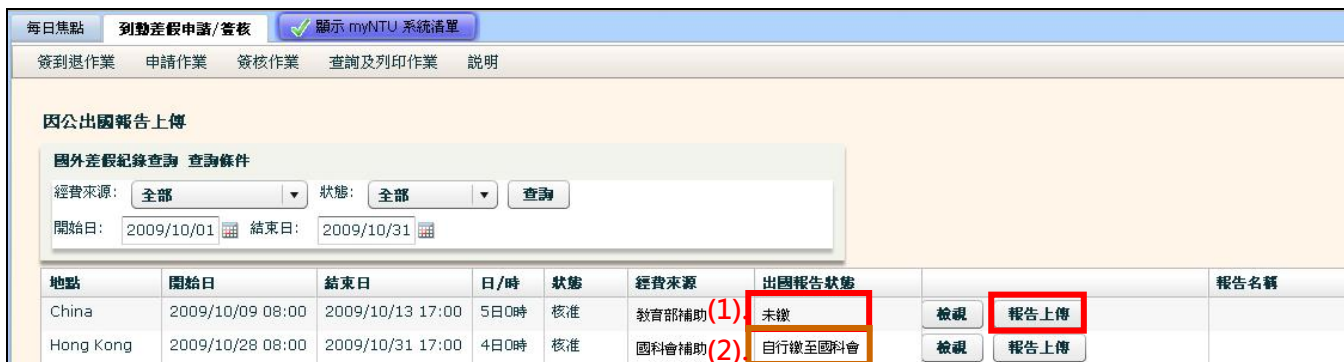 每日焦點 到勤差假申請/簽核 顯示 myNTU 系統清單
簽到退作業 申請作業 簽核作業 查詢及列印作業 説明
因公出國報告上傳
國外差假紀錄查詢 查詢條件
經費來源: 全部 狀態: 全部 查詢
開始日: 2009/10/01 結束日: 2009/10/31
地點 開始日 結束日 日/時 狀態 經費來源 出國報告狀態 報告名稱
China 2009/10/09 08:00 2009/10/13 17:00 5日0時 核准 教育部補助 (1). 未繳 檢視 報告上傳
Hong Kong 2009/10/28 08:00 2009/10/31 17:00 4日0時 核准 國科會補助 (2). 自行繳至國科會 檢視 報告上傳